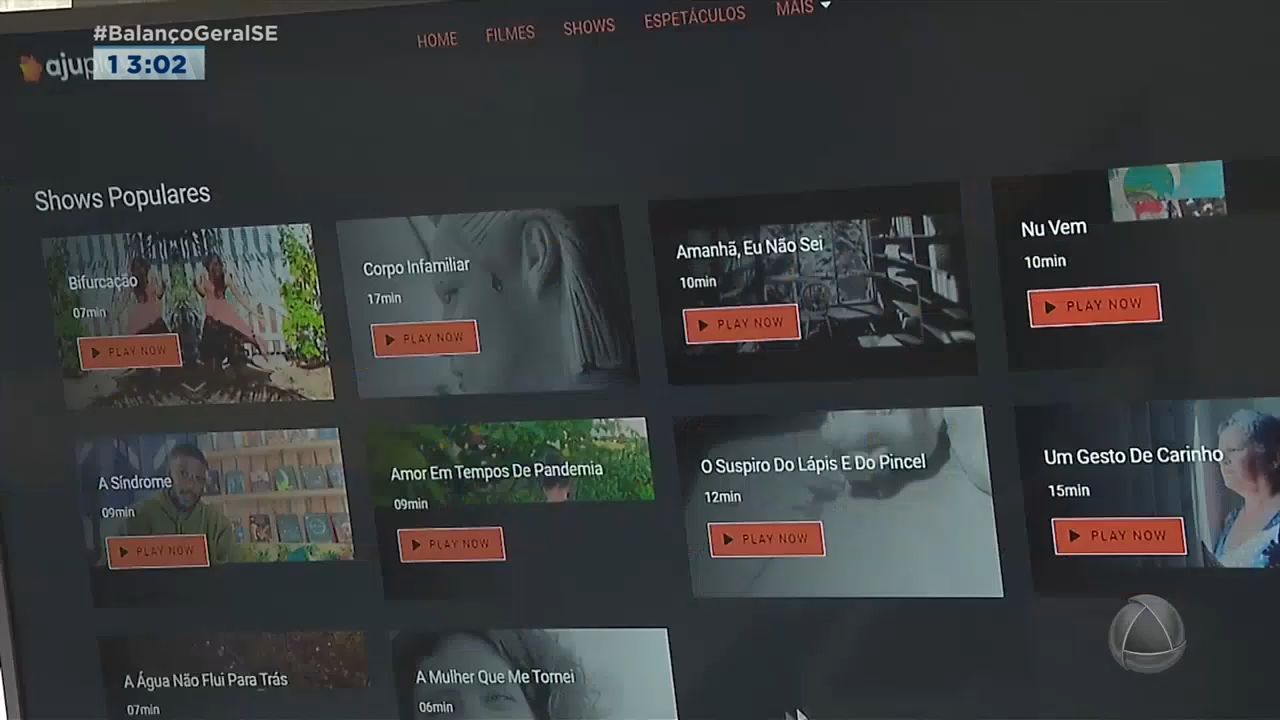 #BalançoGeralSE
13:02
HOME FILMES SHOWS ESPETÁCULOS MAIS
Shows Populares
Bifurcação
07min
PLAY NOW
Corpo Infamiliar
17min
PLAY NOW
Amanhã, Eu Não Sei
10min
PLAY NOW
Nu Vem
10min
PLAY NOW
A Síndrome
09min
PLAY NOW
Amor Em Tempos De Pandemia
09min
PLAY NOW
O Suspiro Do Lápis E Do Pincel
12min
PLAY NOW
Um Gesto De Carinho
15min
PLAY NOW
A Água Não Flui Para Trás
07min
A Mulher Que Me Tornei
06min